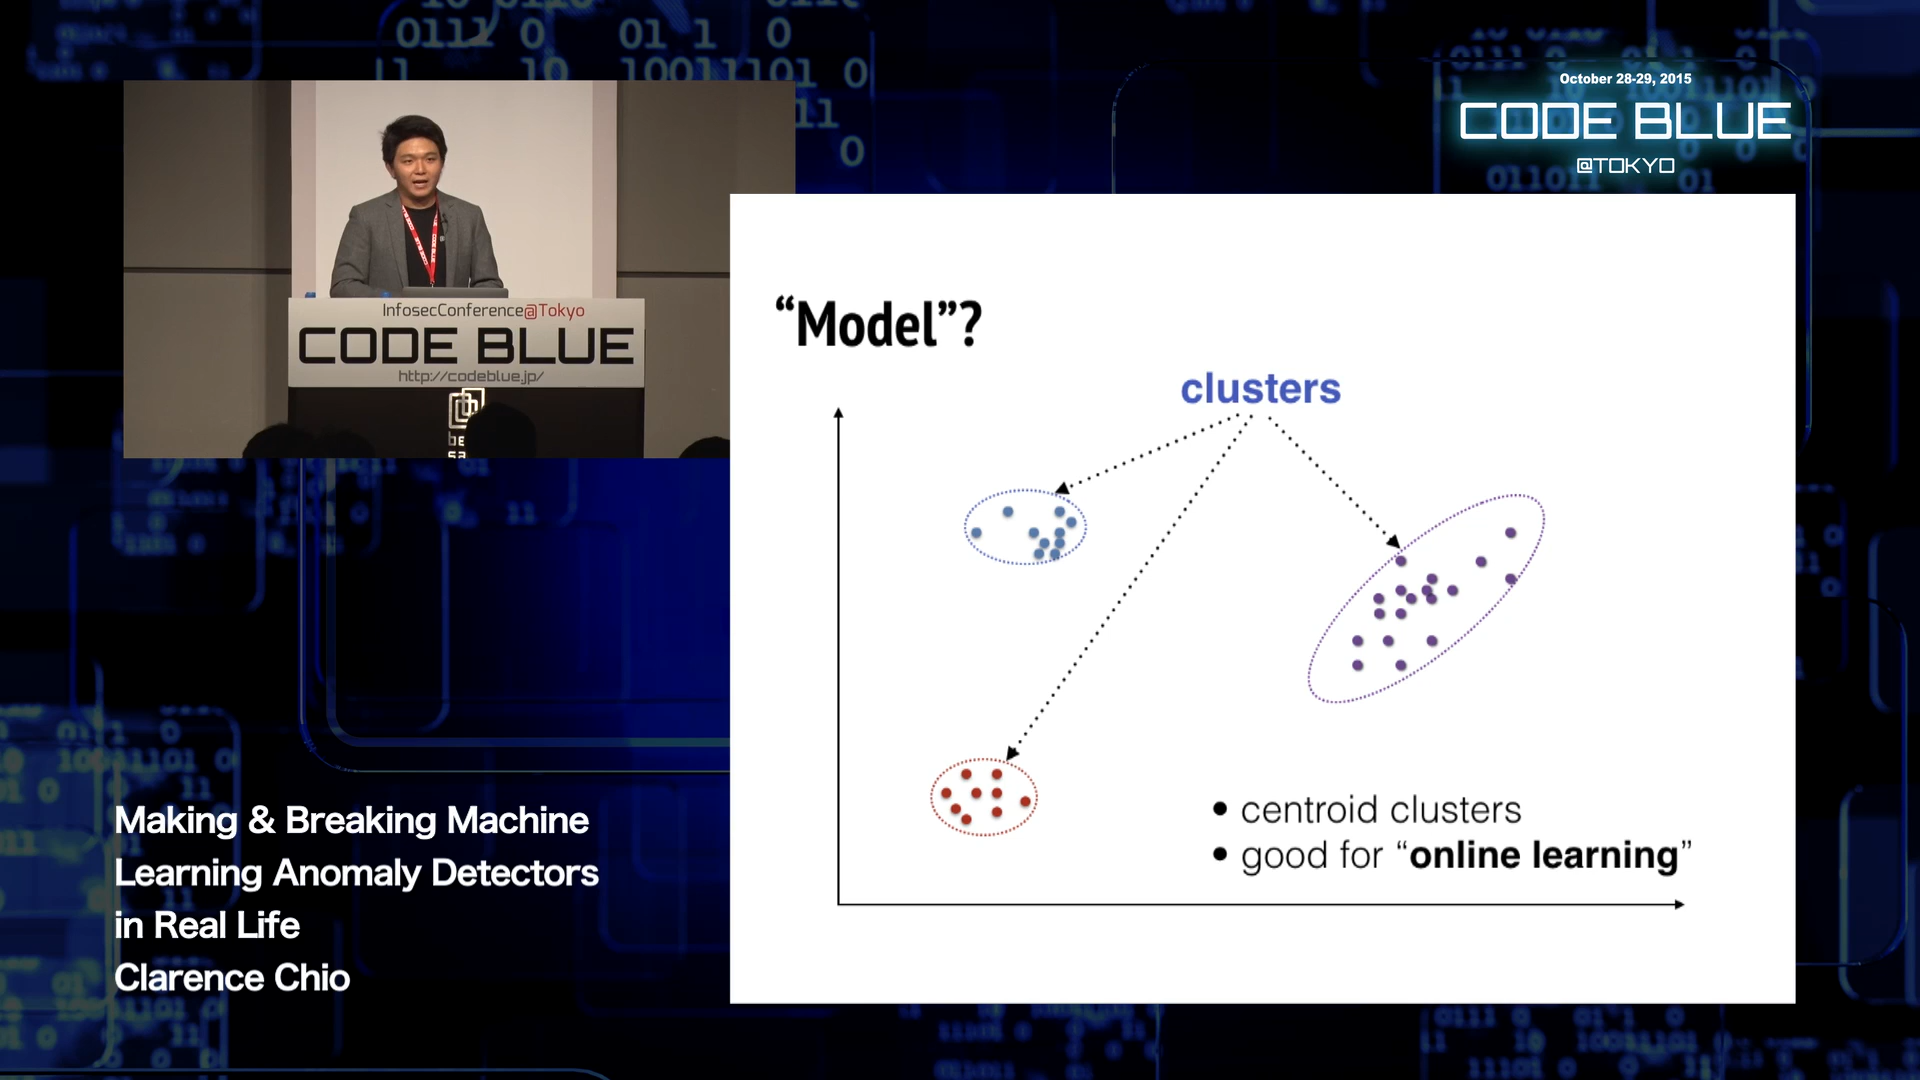 October 28-29, 2015
CODE BLUE
@TOKYO
InfosecConference@Tokyo
CODE BLUE
http://codeblue.jp/
“Model”?
clusters
• centroid clusters
• good for “online learning”
Making & Breaking Machine
Learning Anomaly Detectors
in Real Life
Clarence Chio